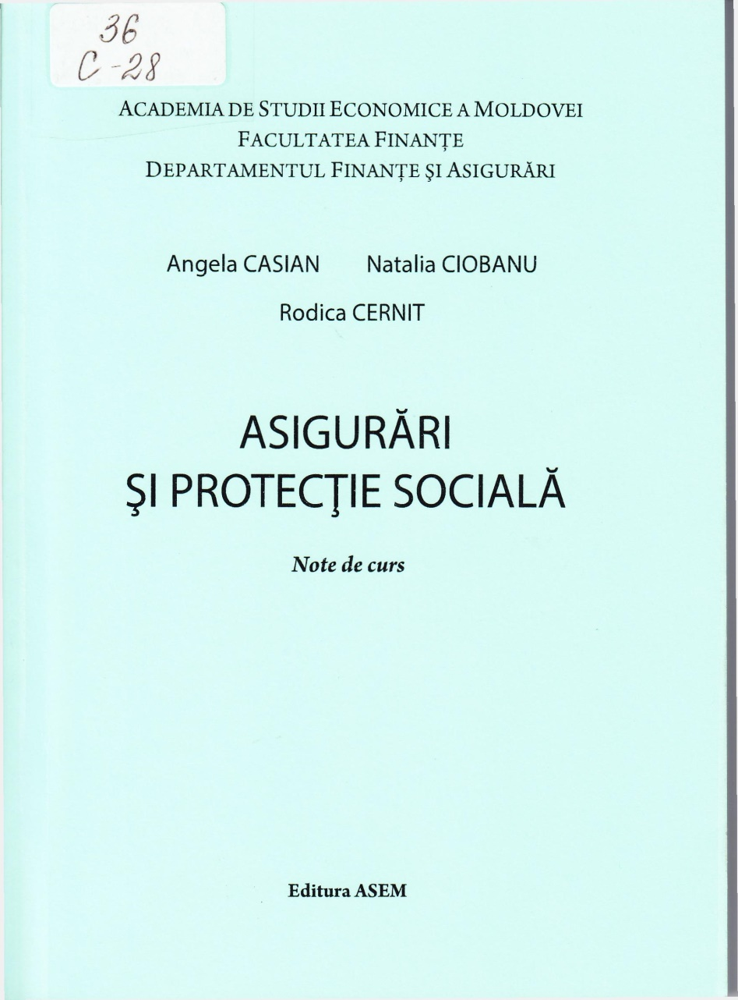 36
C-28
ACADEMIA DE STUDII ECONOMICE A MOLDOVEI
FACULTATEA FINANȚE
DEPARTAMENTUL FINANȚE ȘI ASIGURĂRI
Angela CASIAN Natalia CIOBANU
Rodica CERNIT
ASIGURĂRI
ŞI PROTECŢIE SOCIALĂ
Note de curs
Editura ASEM